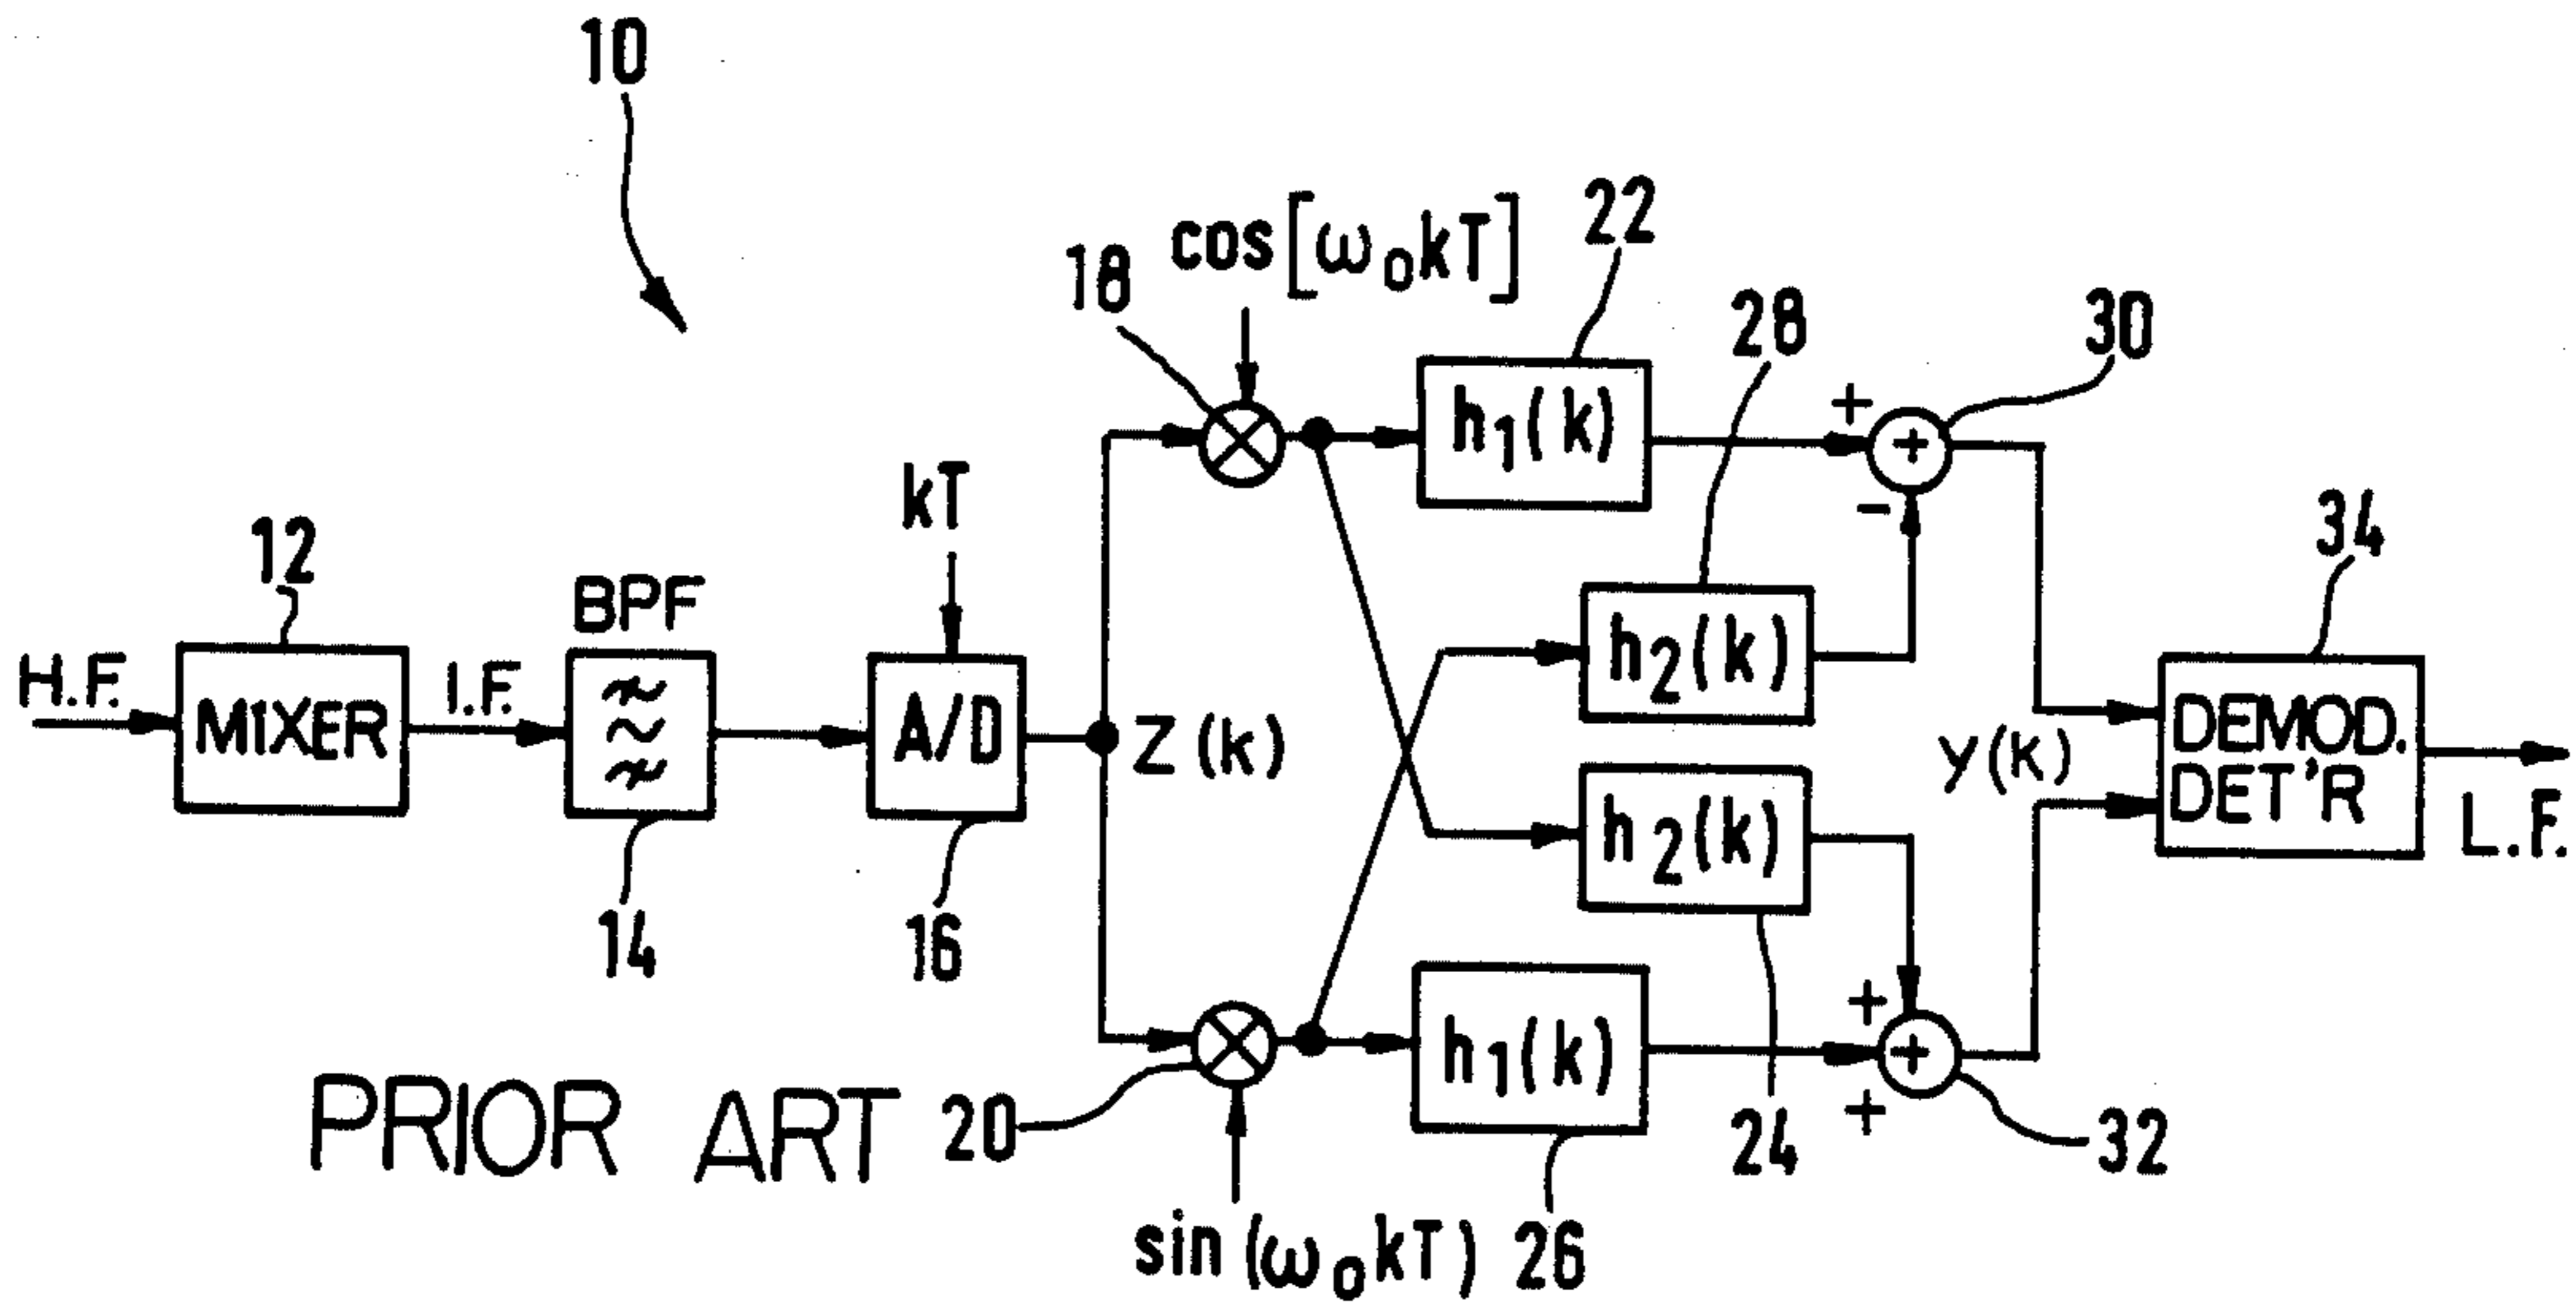 10
22
cos[ω₀kT]
18
28
30
h₁(k)
+
+
kT
-
34
12
BPF
h₂(k)
H.F.
I.F.
MIXER
A/D
Z(k)
DEMOD.
DET'R
y(k)
h₂(k)
L.F.
14
16
+
h₁(k)
+
+
PRIOR ART
20
24
32
sin(ω₀kT)
26